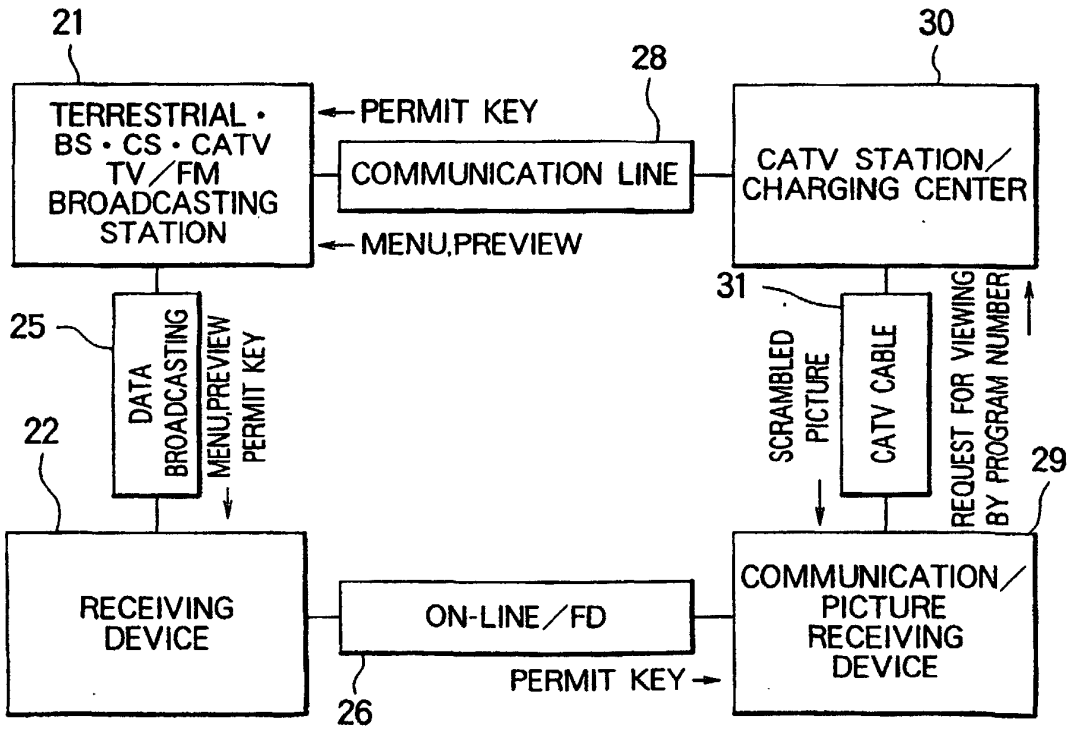 21
TERRESTRIAL・
BS・CS・CATV
TV/FM
BROADCASTING
STATION
← PERMIT KEY
28
COMMUNICATION LINE
← MENU,PREVIEW
30
CATV STATION/
CHARGING CENTER
25
DATA
BROADCASTING
MENU,PREVIEW
PERMIT KEY
31
SCRAMBLED
PICTURE
CATV CABLE
REQUEST FOR VIEWING
BY PROGRAM NUMBER
22
RECEIVING
DEVICE
ON-LINE/FD
26
PERMIT KEY →
29
COMMUNICATION/
PICTURE
RECEIVING
DEVICE